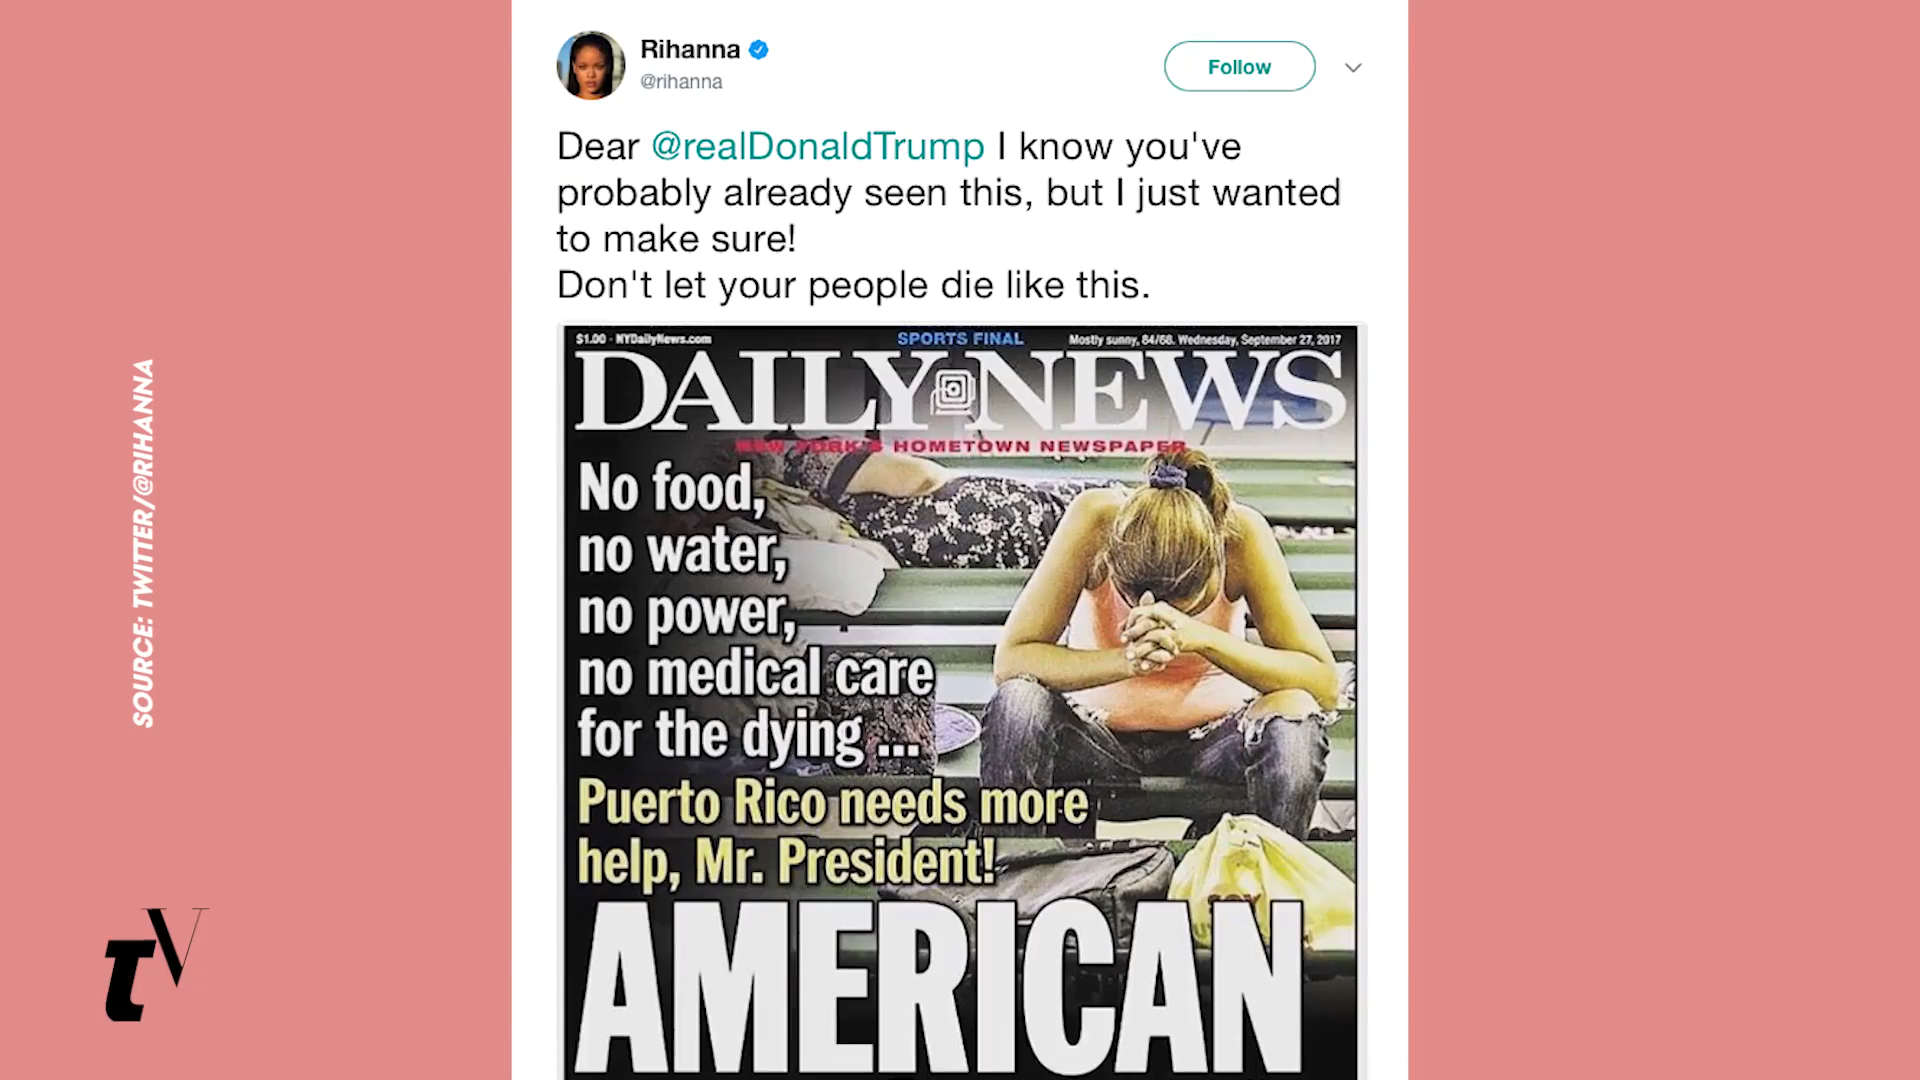 Rihanna
@rihanna
Follow
Dear @realDonaldTrump I know you've
probably already seen this, but I just wanted
to make sure!
Don't let your people die like this.
$1.00 - NYDailyNews.com
SPORTS FINAL
Mostly sunny, 84/68. Wednesday, September 27, 2017
DAILY NEWS
NEW YORK'S HOMETOWN NEWSPAPER
No food,
no water,
no power,
no medical care
for the dying ...
Puerto Rico needs more
help, Mr. President!
AMERICAN
SOURCE: TWITTER/@RIHANNA
TV